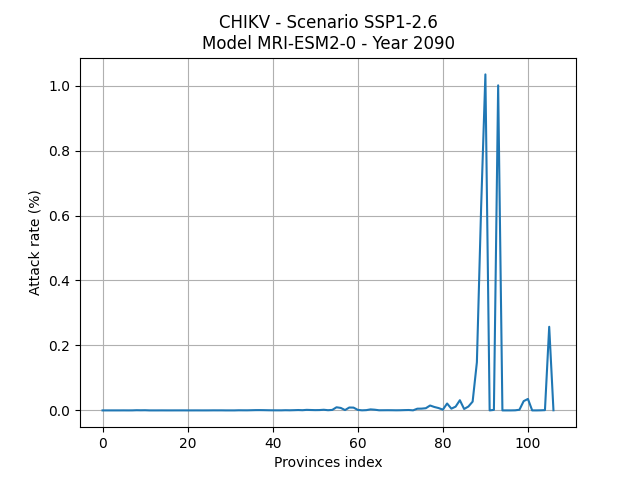 CHIKV - Scenario SSP1-2.6
Model MRI-ESM2-0 - Year 2090
Attack rate (%)
1.0
0.8
0.6
0.4
0.2
0.0
0 20 40 60 80 100
Provinces index